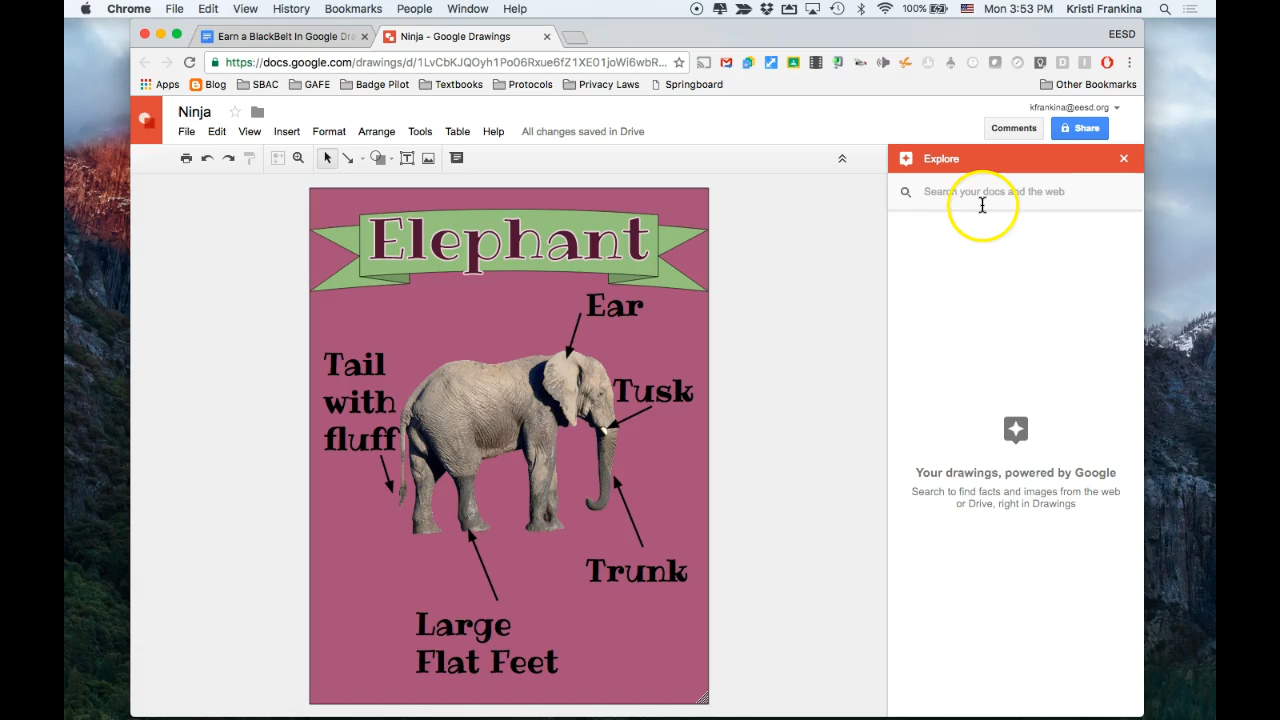 Chrome File Edit View History Bookmarks People Window Help 100% Mon 3:53 PM Kristi Frankina
Earn a BlackBelt In Google Dra Ninja - Google Drawings EESD
https://docs.google.com/drawings/d/1LvCbKJQOyh1Po06Rxue6fZ1XE01joWi6wbR...
Apps Blog SBAC GAFE Badge Pilot Textbooks Protocols Privacy Laws Springboard Other Bookmarks
Ninja
kfrankina@eesd.org
File Edit View Insert Format Arrange Tools Table Help All changes saved in Drive
Comments Share
Explore
Search your docs and the web
Elephant
Ear
Tail
with
fluff
Tusk
Trunk
Large
Flat Feet
Your drawings, powered by Google
Search to find facts and images from the web
or Drive, right in Drawings